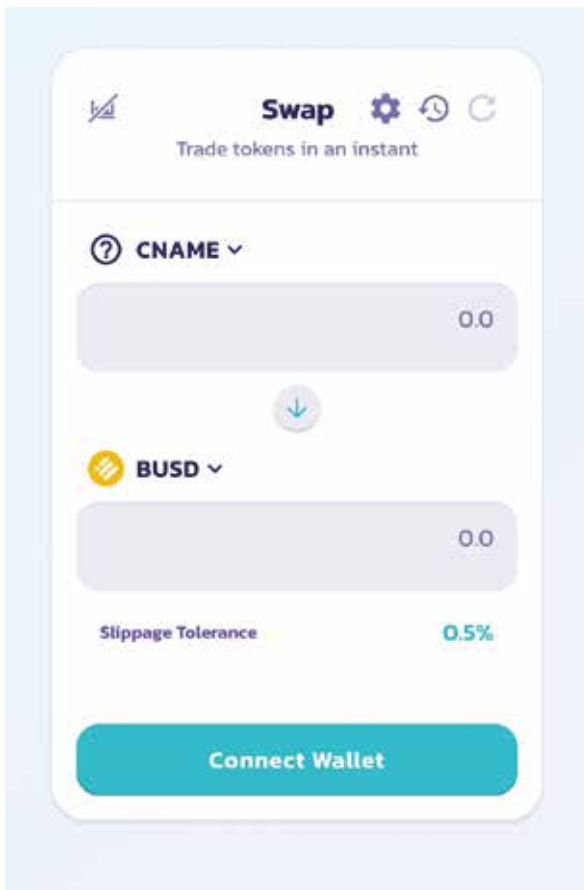 Swap
Trade tokens in an instant
CNAME
0.0
BUSD
0.0
Slippage Tolerance 0.5%
Connect Wallet